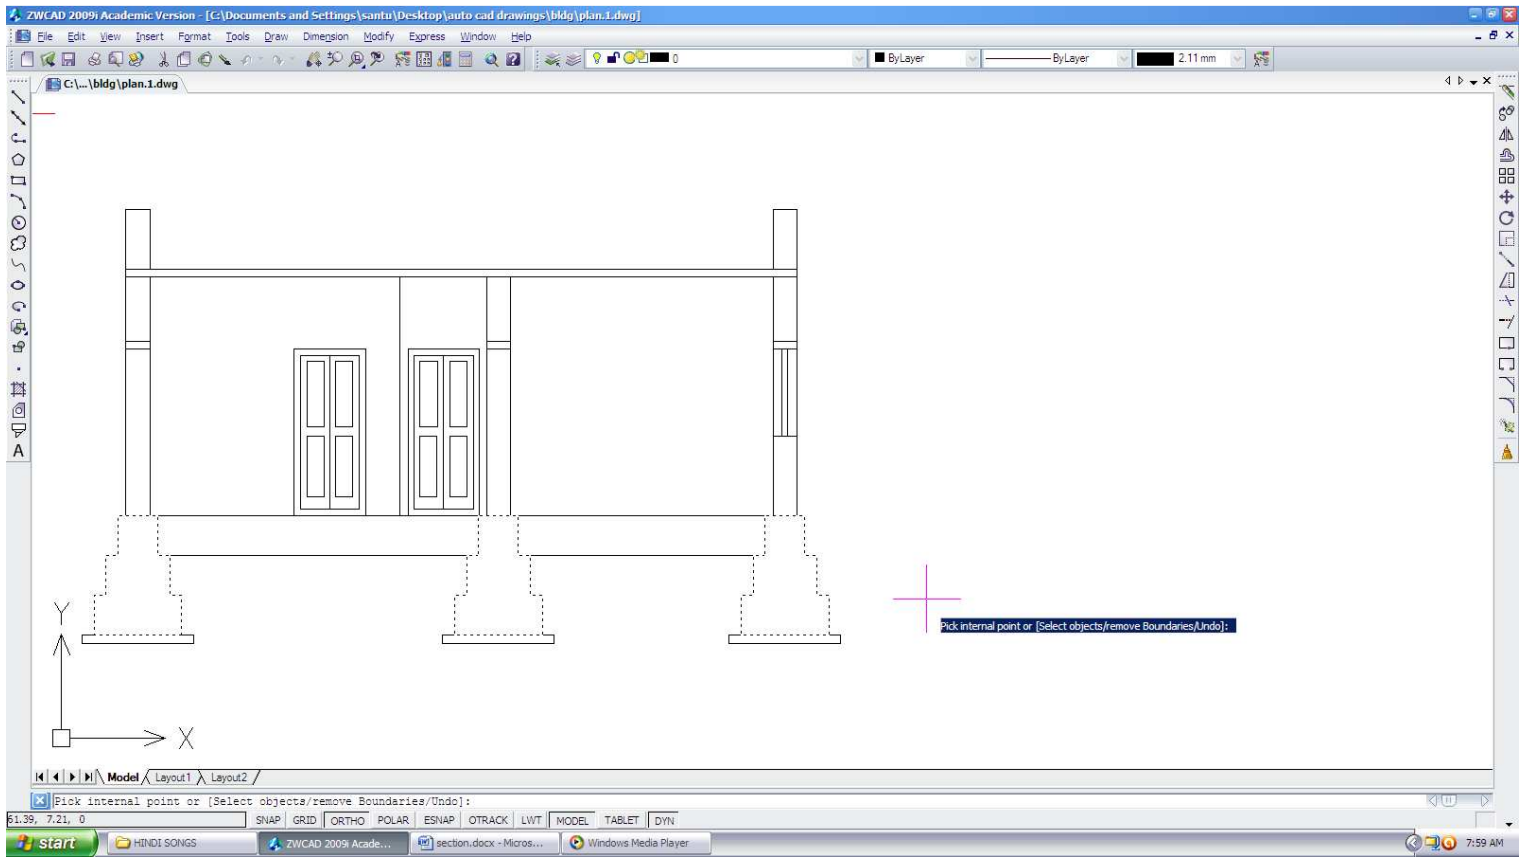 ZWCAD 2009i Academic Version - [C:\Documents and Settings\santu\Desktop\auto cad drawings\bldg\plan.1.dwg]
File Edit View Insert Format Tools Draw Dimension Modify Express Window Help
0 ByLayer ByLayer 2.11 mm
C:\...\bldg\plan.1.dwg
A
Y
Pick internal point or [Select objects/remove Boundaries/Undo]:
X
Model Layout1 Layout2
Pick internal point or [Select objects/remove Boundaries/Undo]:
61.39, 7.21, 0 SNAP GRID ORTHO POLAR ESNAP OTRACK LWT MODEL TABLET DYN
start HINDI SONGS ZWCAD 2009i Acade... section.docx - Micros... Windows Media Player 7:59 AM